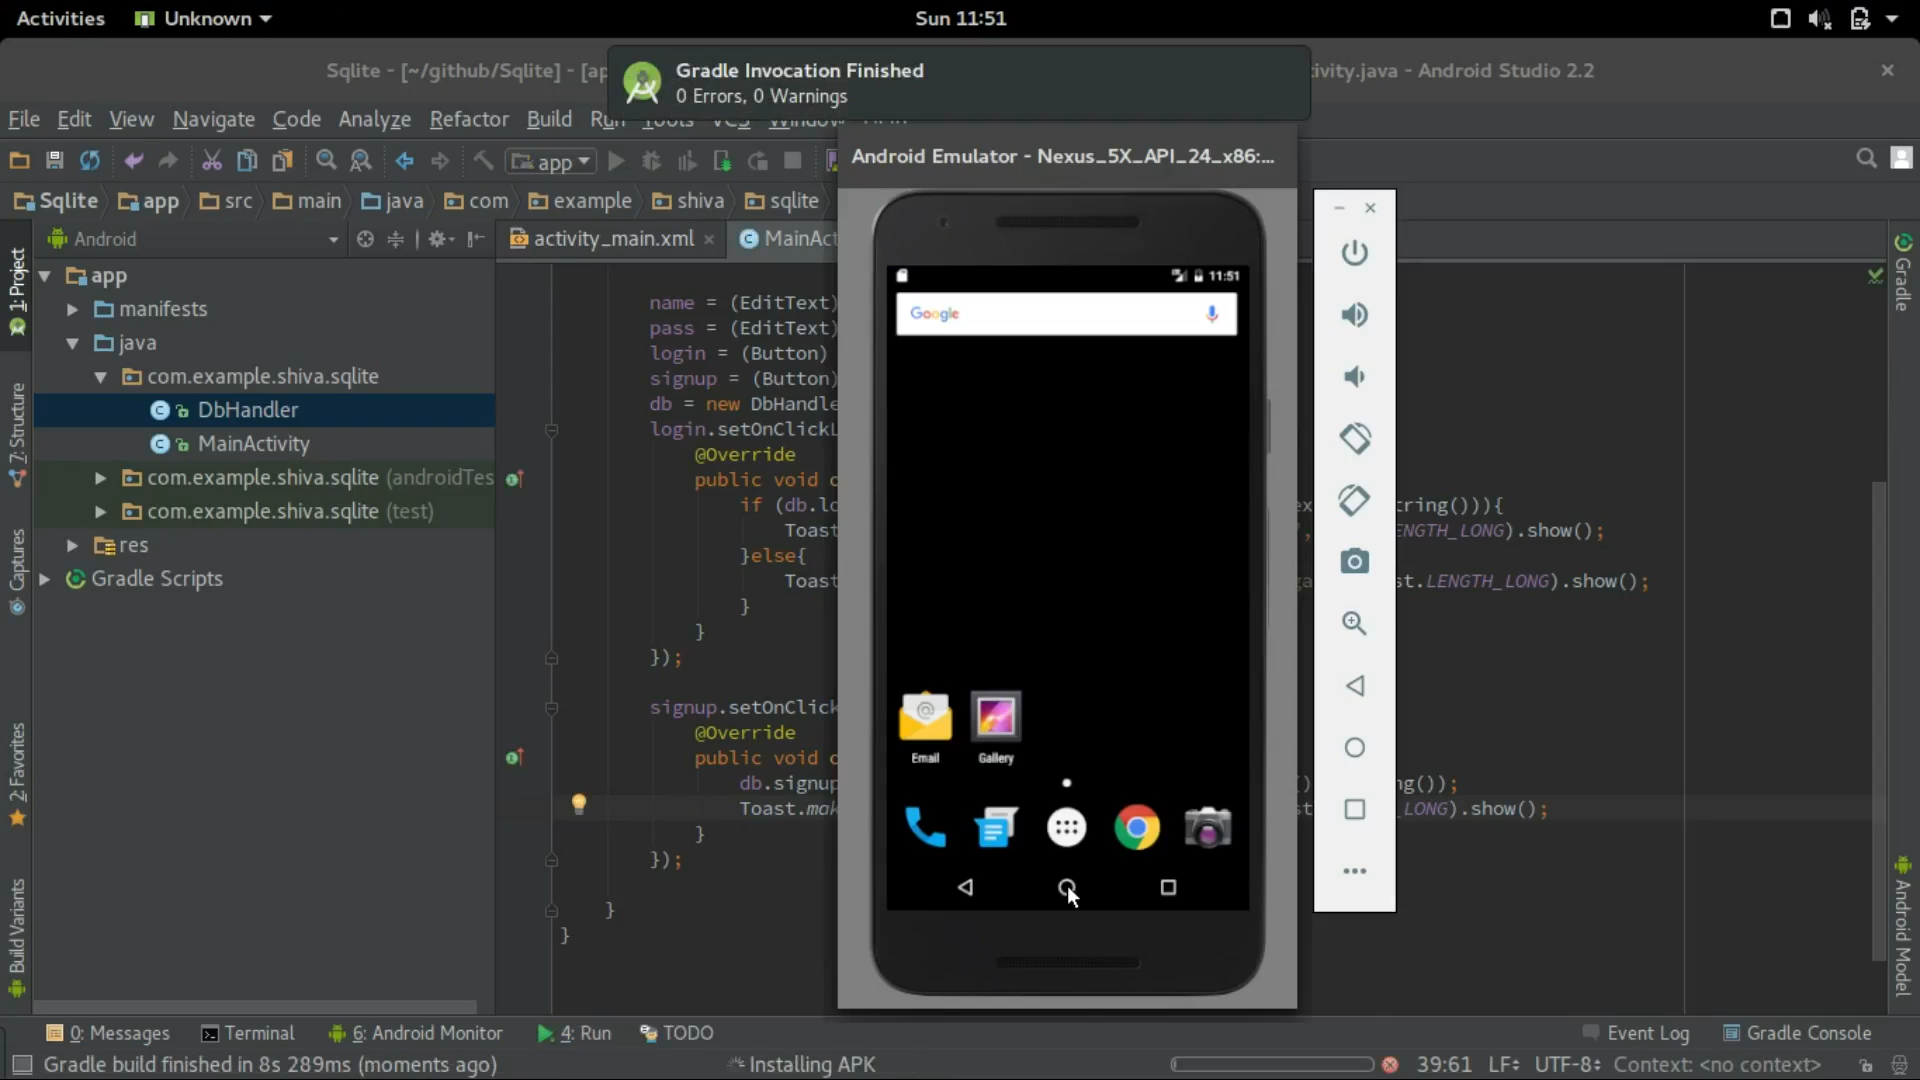 Activities
Unknown
Sun 11:51
Sqlite - [~/github/Sqlite] - [ap
ivity.java - Android Studio 2.2
Gradle Invocation Finished
0 Errors, 0 Warnings
File Edit View Navigate Code Analyze Refactor Build Run Tools VCS Window
app
Android Emulator - Nexus_5X_API_24_x86:...
Sqlite app src main java com example shiva sqlite
Android
activity_main.xml
MainAct
1: Project
7: Structure
Captures
2: Favorites
Build Variants
app
manifests
java
com.example.shiva.sqlite
DbHandler
MainActivity
com.example.shiva.sqlite (androidTes
com.example.shiva.sqlite (test)
res
Gradle Scripts
name = (EditText)
pass = (EditText)
login = (Button)
signup = (Button)
db = new DbHandle
login.setOnClickL
@Override
public void o
if (db.lo
tring())){
Toast
ENGTH_LONG).show();
}else{
Toast
st.LENGTH_LONG).show();
}
}
});
signup.setOnClick
@Override
public void o
db.signup
ng());
Toast.mak
_LONG).show();
}
});
}
}
11:51
Google
Email
Gallery
Gradle
Android Model
0: Messages
Terminal
6: Android Monitor
4: Run
TODO
Event Log
Gradle Console
Gradle build finished in 8s 289ms (moments ago)
Installing APK
39:61
LF
UTF-8
Context: <no context>